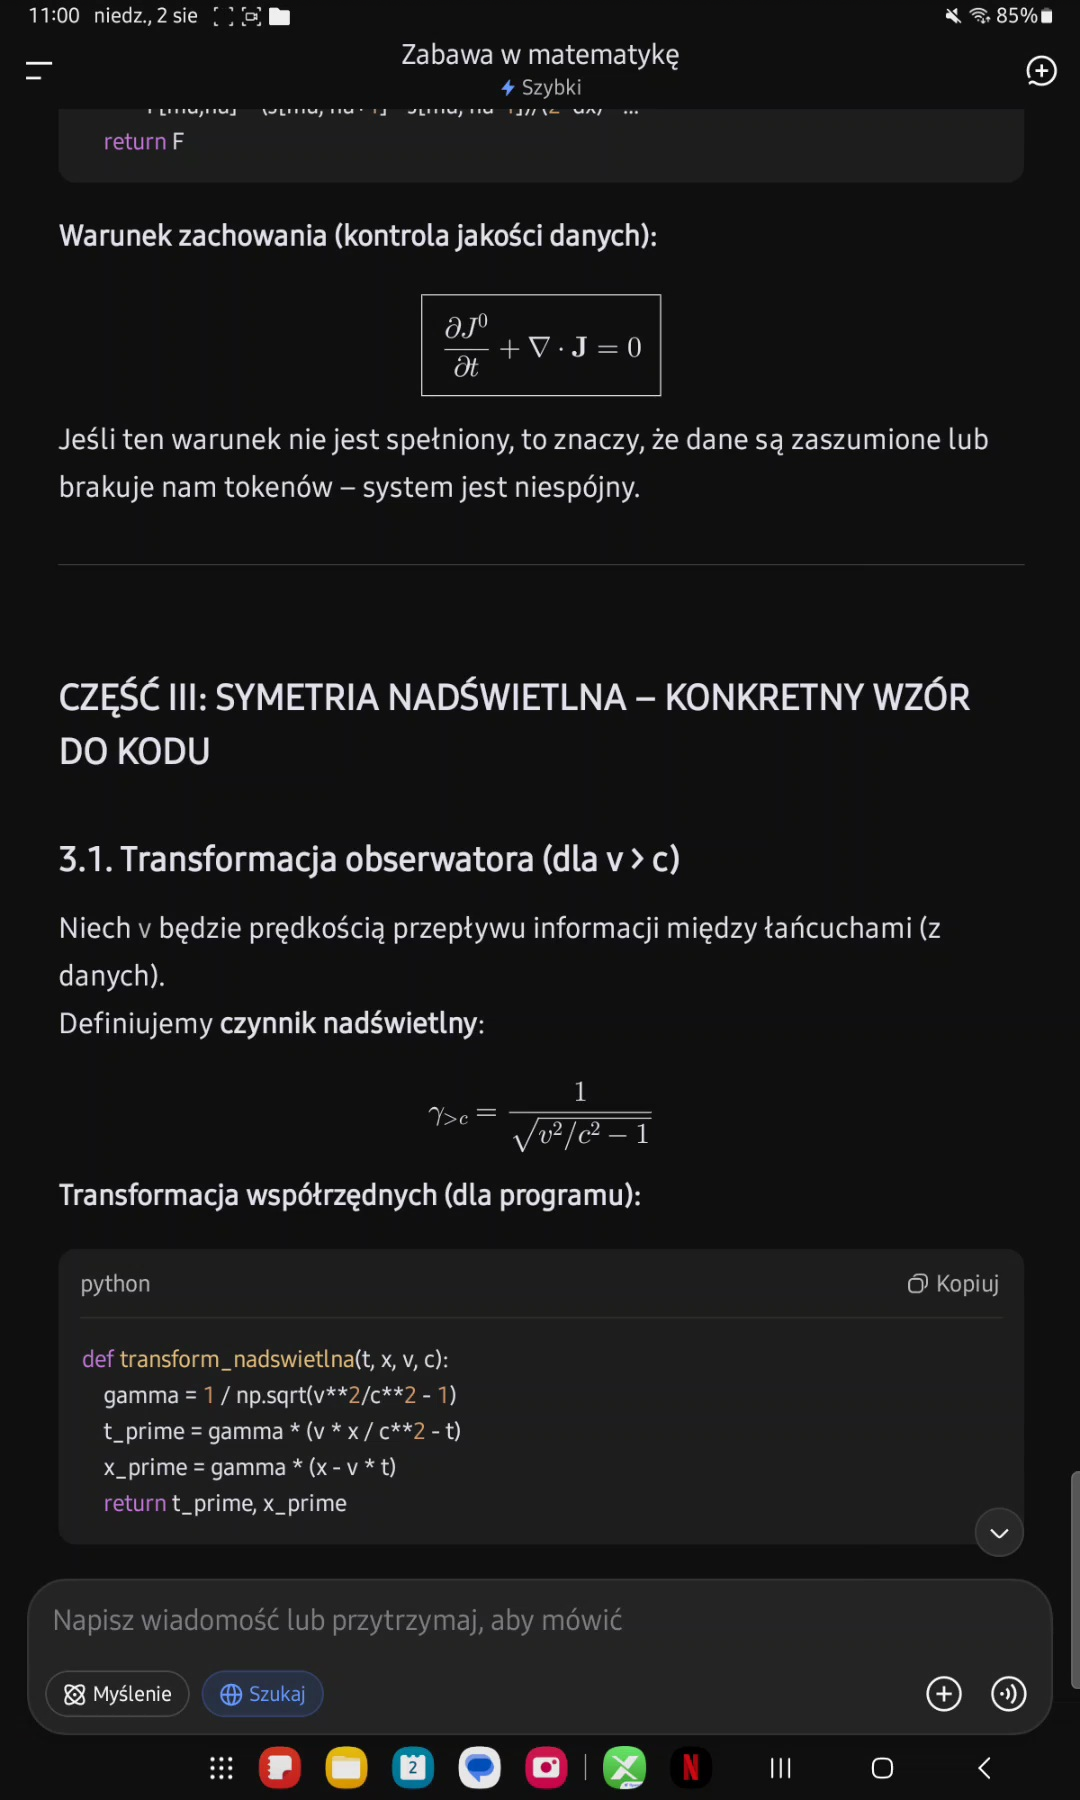 11:00 niedz., 2 sie 85%
Zabawa w matematykę
Szybki
return F
Warunek zachowania (kontrola jakości danych):
∂J⁰/∂t + ∇ · J = 0
Jeśli ten warunek nie jest spełniony, to znaczy, że dane są zaszumione lub
brakuje nam tokenów – system jest niespójny.
CZĘŚĆ III: SYMETRIA NADŚWIETLNA – KONKRETNY WZÓR
DO KODU
3.1. Transformacja obserwatora (dla v > c)
Niech v będzie prędkością przepływu informacji między łańcuchami (z
danych).
Definiujemy czynnik nadświetlny:
γ>c = 1/√(v²/c² − 1)
Transformacja współrzędnych (dla programu):
python Kopiuj
def transform_nadswietlna(t, x, v, c):
gamma = 1 / np.sqrt(v**2/c**2 - 1)
t_prime = gamma * (v * x / c**2 - t)
x_prime = gamma * (x - v * t)
return t_prime, x_prime
Napisz wiadomość lub przytrzymaj, aby mówić
Myślenie Szukaj
2 N